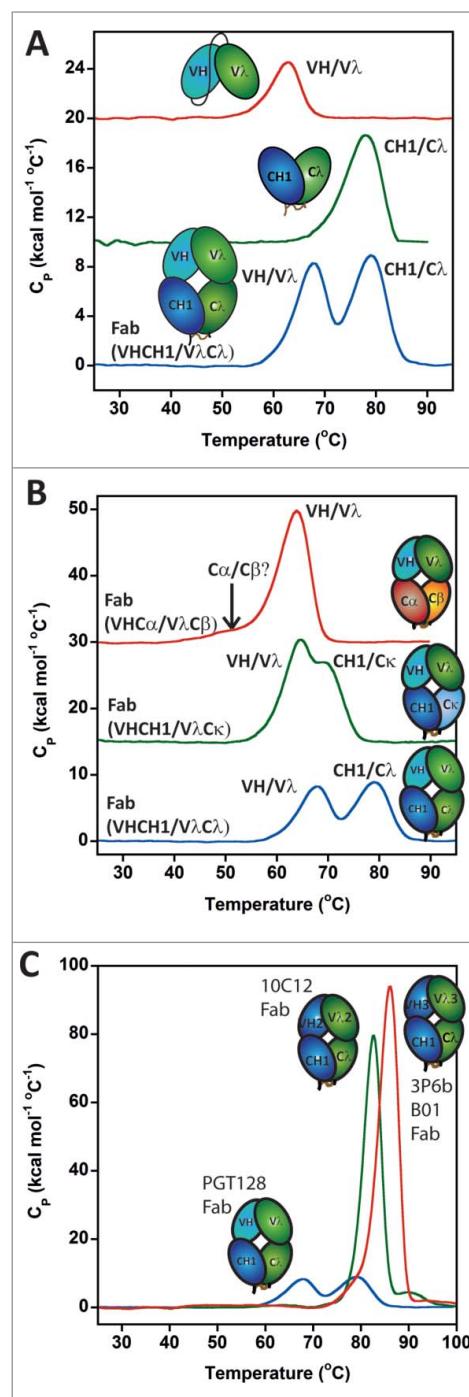 A
24
20
16
12
8
4
0
C_P (kcal mol⁻¹ °C⁻¹)
VH
Vλ
VH/Vλ
CH1
Cλ
CH1/Cλ
VH
Vλ
CH1
Cλ
VH/Vλ
CH1/Cλ
Fab
(VHCH1/VλCλ)
30 40 50 60 70 80 90
Temperature (°C)
B
50
40
30
20
10
0
C_P (kcal mol⁻¹ °C⁻¹)
VH/Vλ
Cα/Cβ?
Fab
(VHCα/VλCβ)
VH
Vλ
Cα
Cβ
VH/Vλ
CH1/Cκ
Fab
(VHCH1/VλCκ)
VH
Vλ
CH1
Cκ
VH/Vλ
CH1/Cλ
Fab
(VHCH1/VλCλ)
VH
Vλ
CH1
Cλ
30 40 50 60 70 80 90
Temperature (°C)
C
100
80
60
40
20
0
C_P (kcal mol⁻¹ °C⁻¹)
10C12
Fab
VH2
Vλ2
CH1
Cλ
VH3
Vλ3
CH1
Cλ
3P6b
B01
Fab
PGT128
Fab
VH
Vλ
CH1
Cλ
30 40 50 60 70 80 90 100
Temperature (°C)